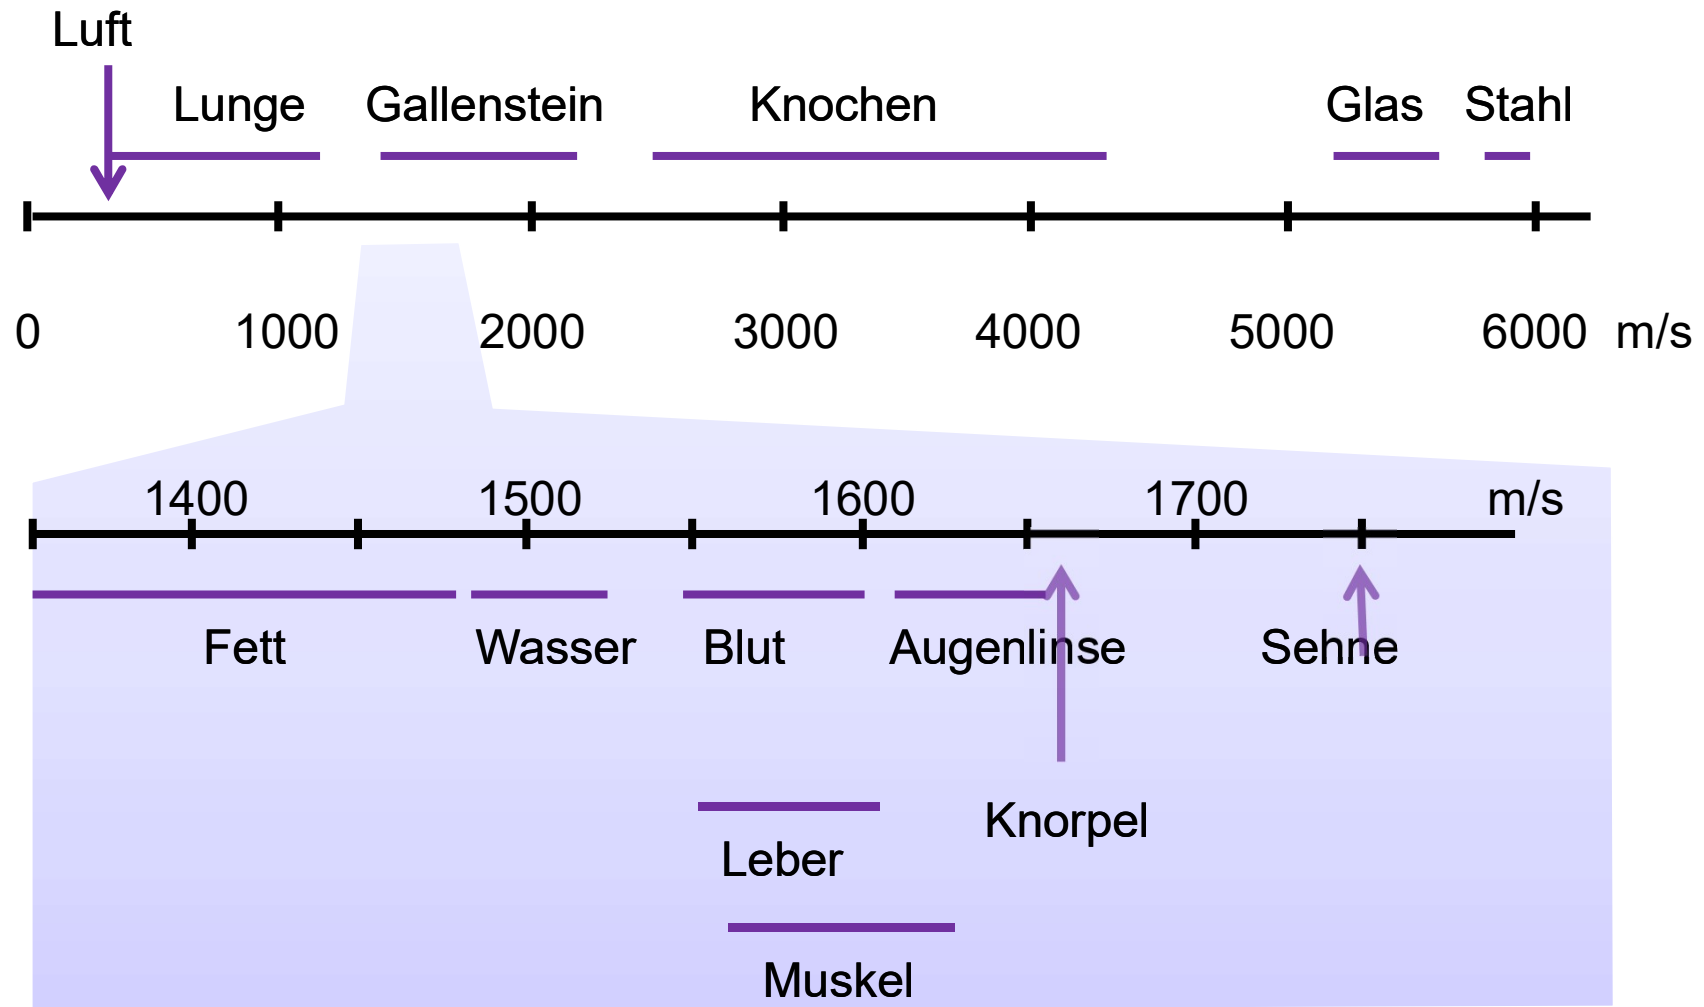 Luft
Lunge Gallenstein Knochen Glas Stahl
0 1000 2000 3000 4000 5000 6000 m/s
1400 1500 1600 1700 m/s
Fett Wasser Blut Augenlinse Sehne
Knorpel
Leber
Muskel